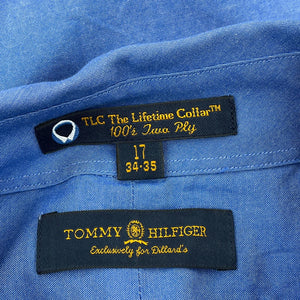 TLC The Lifetime Collar™
100's Two Ply
17
34-35
TOMMY HILFIGER
Exclusively for Dillard's